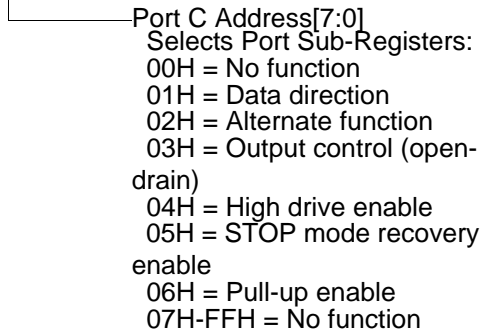 Port C Address[7:0]
Selects Port Sub-Registers:
00H = No function
01H = Data direction
02H = Alternate function
03H = Output control (open-
drain)
04H = High drive enable
05H = STOP mode recovery
enable
06H = Pull-up enable
07H-FFH = No function